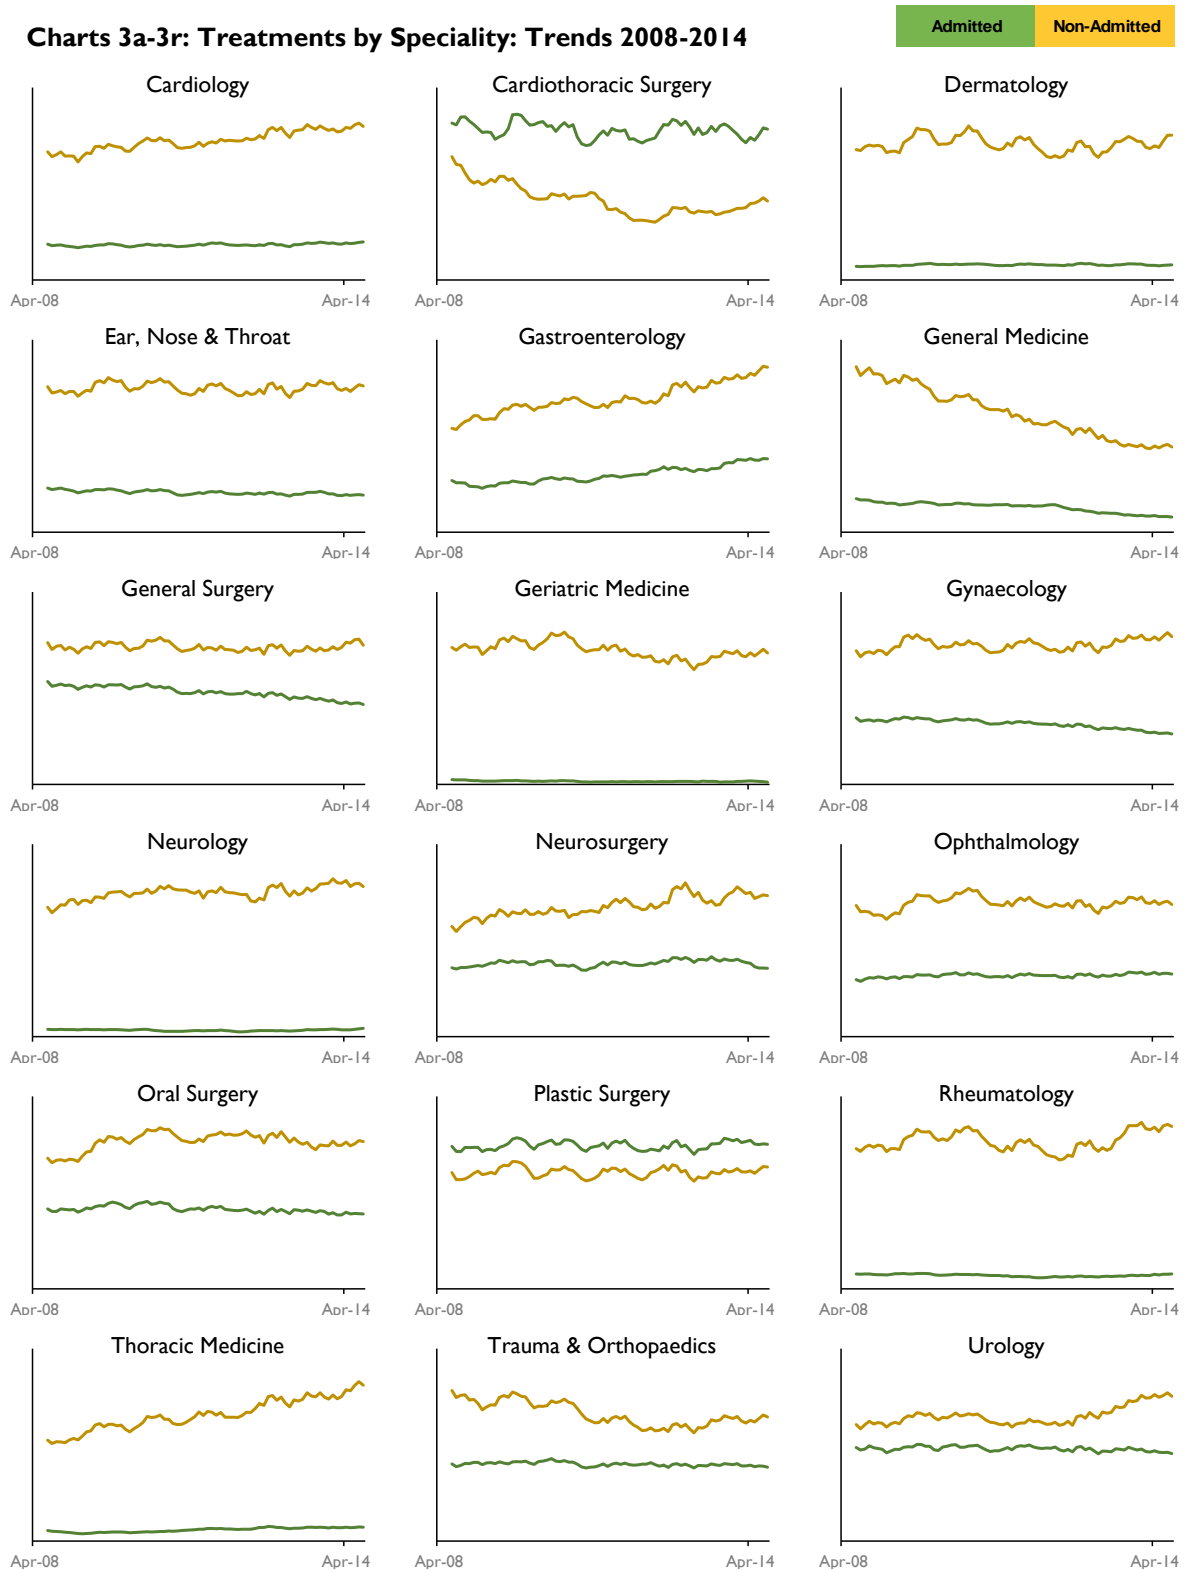 Charts 3a-3r: Treatments by Speciality: Trends 2008-2014
Admitted Non-Admitted
Cardiology Cardiothoracic Surgery Dermatology
Apr-08 Apr-14 Apr-08 Apr-14 Apr-08 Apr-14
Ear, Nose & Throat Gastroenterology General Medicine
Apr-08 Apr-14 Apr-08 Apr-14 Apr-08 Apr-14
General Surgery Geriatric Medicine Gynaecology
Apr-08 Apr-14 Apr-08 Apr-14 Apr-08 Apr-14
Neurology Neurosurgery Ophthalmology
Apr-08 Apr-14 Apr-08 Apr-14 Apr-08 Apr-14
Oral Surgery Plastic Surgery Rheumatology
Apr-08 Apr-14 Apr-08 Apr-14 Apr-08 Apr-14
Thoracic Medicine Trauma & Orthopaedics Urology
Apr-08 Apr-14 Apr-08 Apr-14 Apr-08 Apr-14